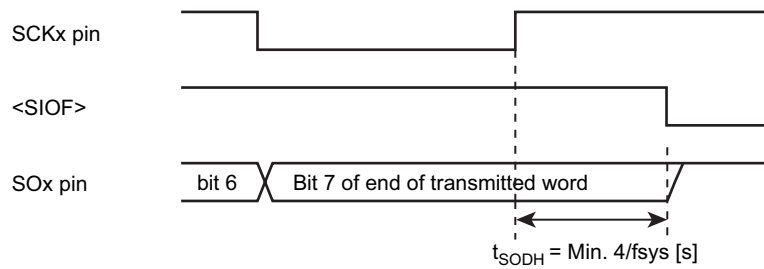 SCKx pin
<SIOF>
SOx pin
bit 6
Bit 7 of end of transmitted word
tSODH = Min. 4/fsys [s]